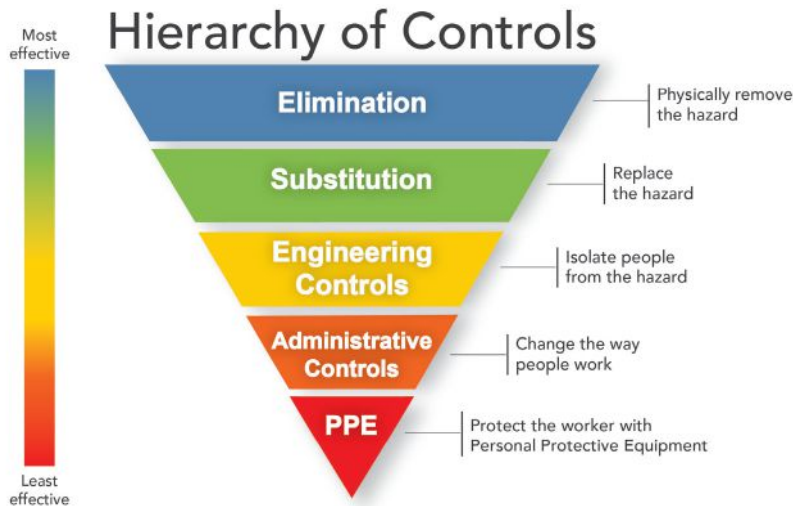 Hierarchy of Controls
Most
effective
Elimination
Physically remove
the hazard
Substitution
Replace
the hazard
Engineering
Controls
Isolate people
from the hazard
Administrative
Controls
Change the way
people work
PPE
Protect the worker with
Personal Protective Equipment
Least
effective